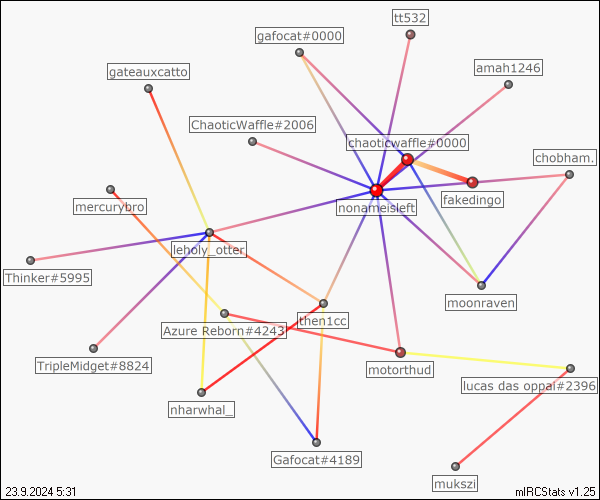 tt532
gafocat#0000
amah1246
gateauxcatto
ChaoticWaffle#2006
chaoticwaffle#0000
chobham.
fakedingo
nonameisleft
mercurybro
leholy_otter
Thinker#5995
moonraven
then1cc
Azure Reborn#4243
TripleMidget#8824
motorthud
lucas das oppai#2396
nharwhal_
Gafocat#4189
mukszi
23.9.2024 5:31
mIRCStats v1.25